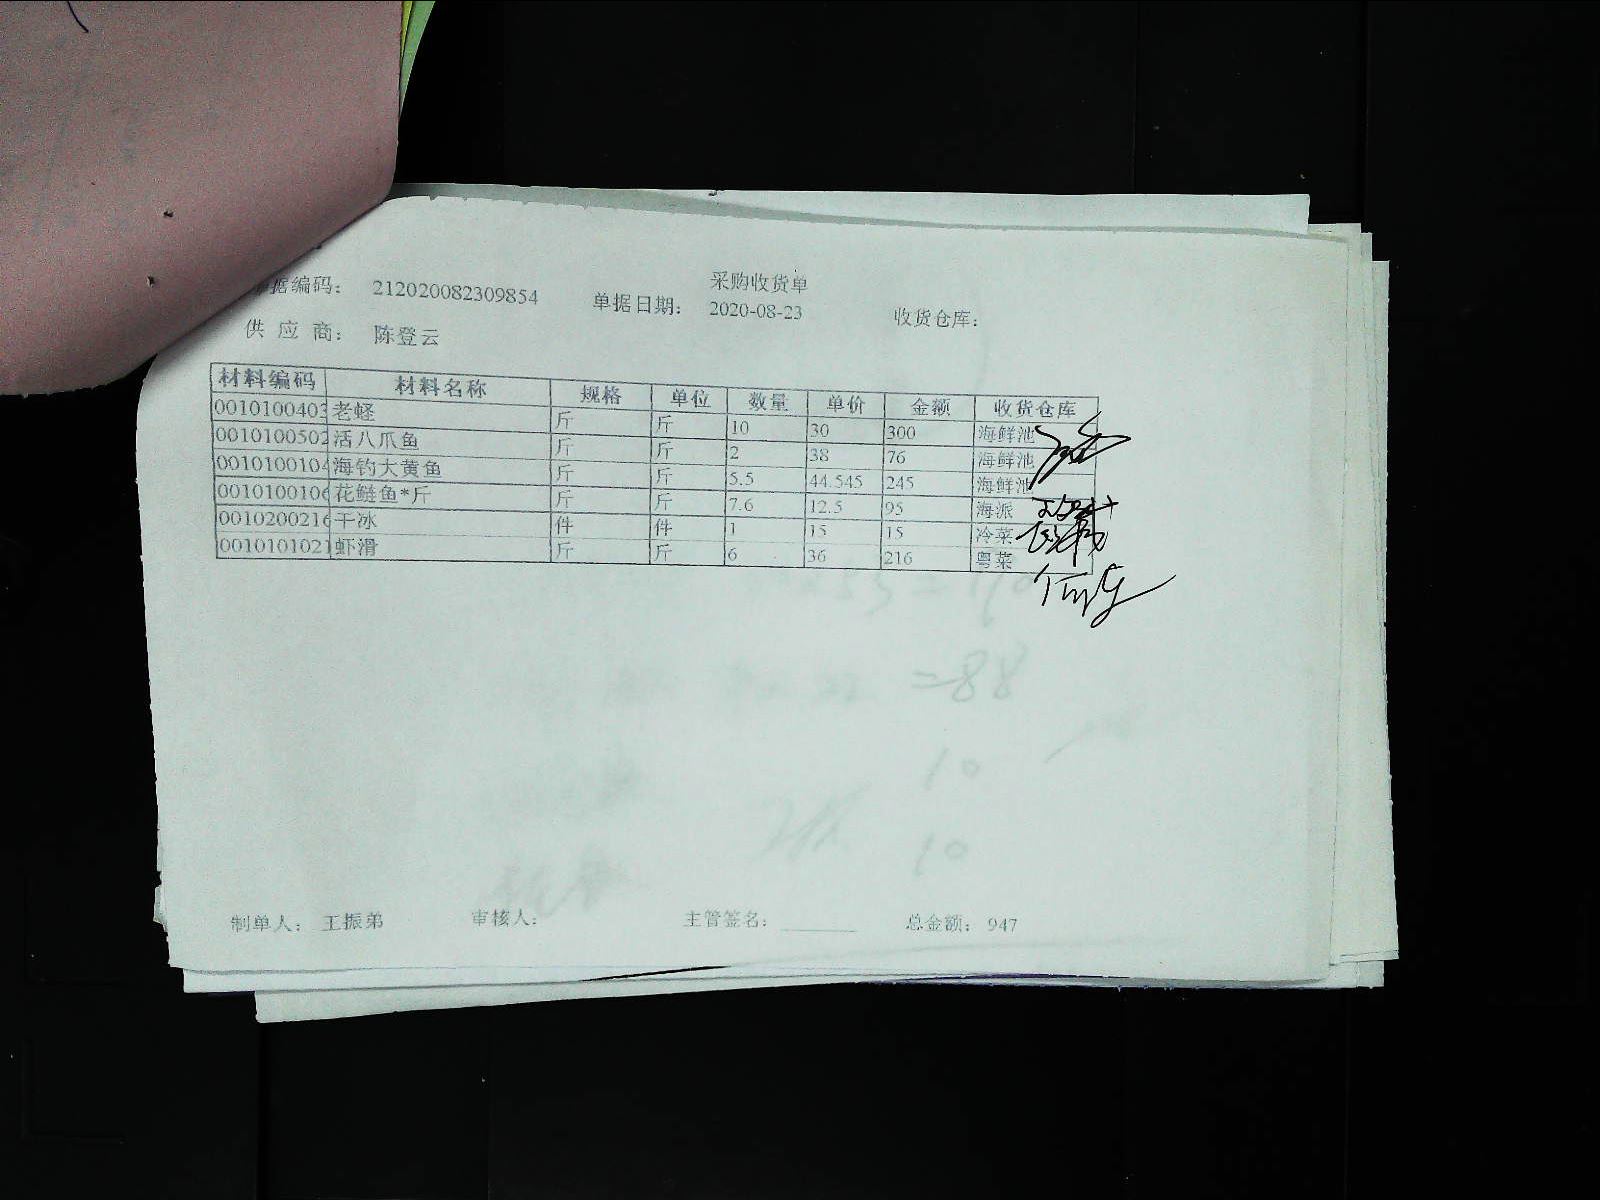 采购收货单
据编码： 212020082309854 单据日期： 2020-08-23 收货仓库：
供 应 商： 陈登云
材料编码 材料名称 规格 单位 数量 单价 金额 收货仓库
0010100403 老蛏 斤 斤 10 30 300 海鲜池
0010100502 活八爪鱼 斤 斤 2 38 76 海鲜池
0010100104 海钓大黄鱼 斤 斤 5.5 44.545 245 海鲜池
0010100106 花鲢鱼*斤 斤 斤 7.6 12.5 95 海派
0010200216 干冰 件 件 1 15 15 冷菜
0010101021 虾滑 斤 斤 6 36 216 粤菜
=88
10
10
制单人： 王振弟 审核人： 主管签名： 总金额： 947